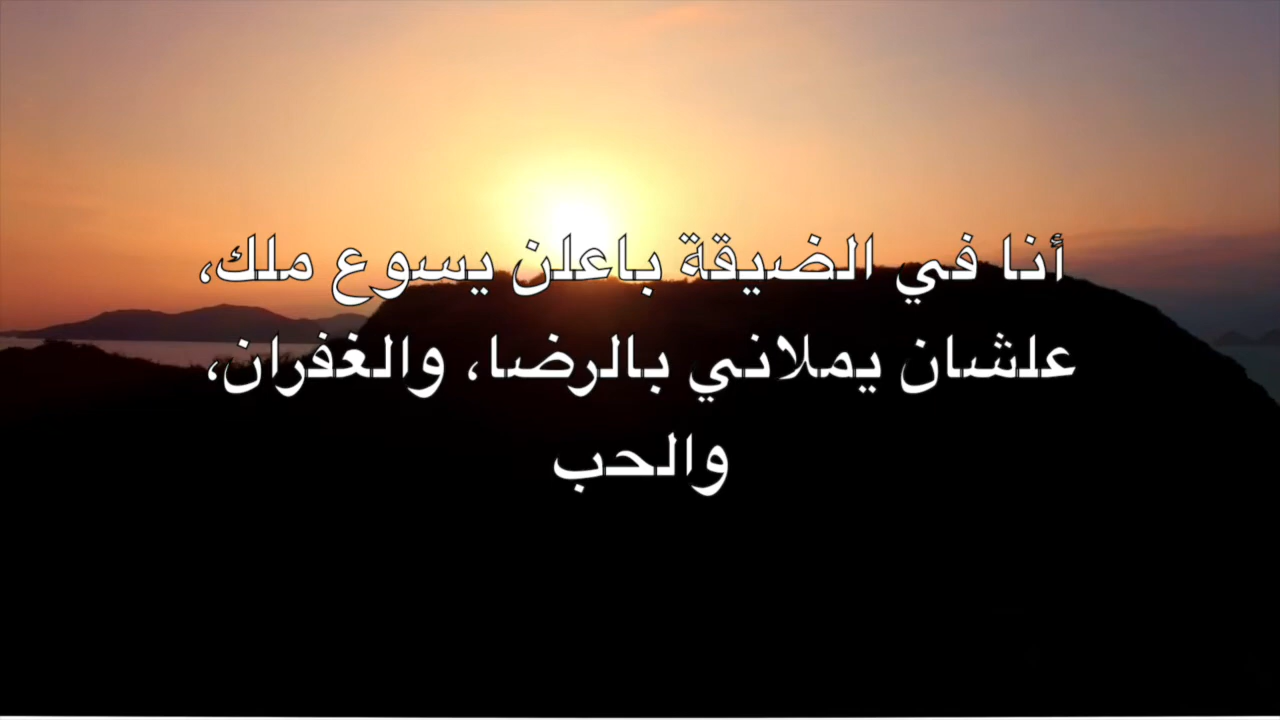 أنا في الضيقة باعلن يسوع ملك،
علشان يملاني بالرضا، والغفران،
والحب